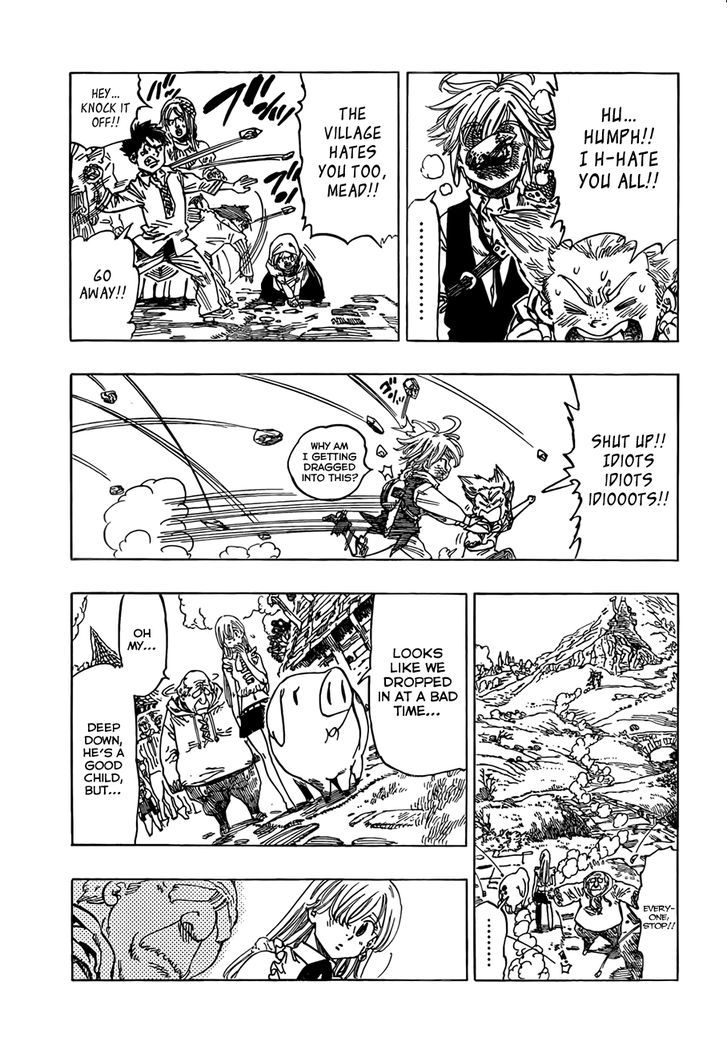 HU...
HUMPH!!
I H-HATE
YOU ALL!!
..........
THE
VILLAGE
HATES
YOU TOO,
MEAD!!
HEY...
KNOCK IT
OFF!!
GO
AWAY!!
SHUT UP!!
IDIOTS
IDIOTS
IDIOOOTS!!
WHY AM
I GETTING
DRAGGED
INTO THIS?
EVERY-
ONE,
STOP!!
........
LOOKS
LIKE WE
DROPPED
IN AT A BAD
TIME...
OH
MY...
DEEP
DOWN,
HE'S A
GOOD
CHILD,
BUT...